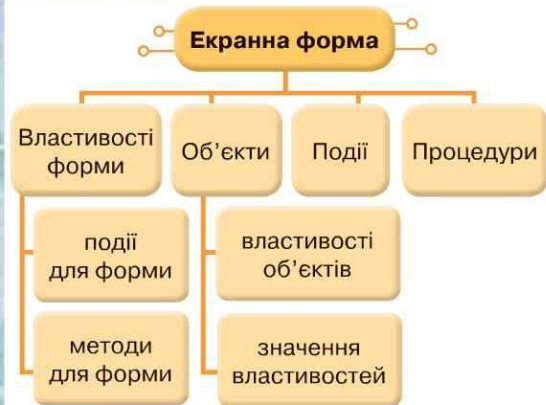 Екранна форма
Властивості
форми
Об’єкти
Події
Процедури
події
для форми
методи
для форми
властивості
об’єктів
значення
властивостей